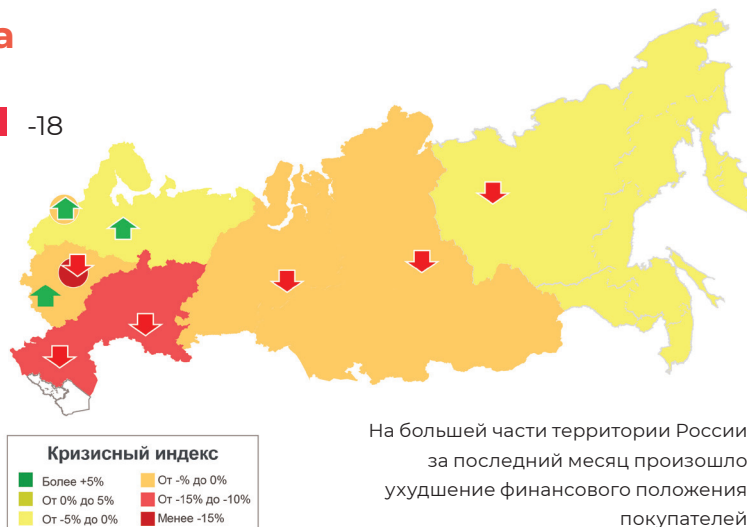 а
-18
Кризисный индекс
Более +5%
От 0% до 5%
От -5% до 0%
От -% до 0%
От -15% до -10%
Менее -15%
На большей части территории России
за последний месяц произошло
ухудшение финансового положения
покупателей